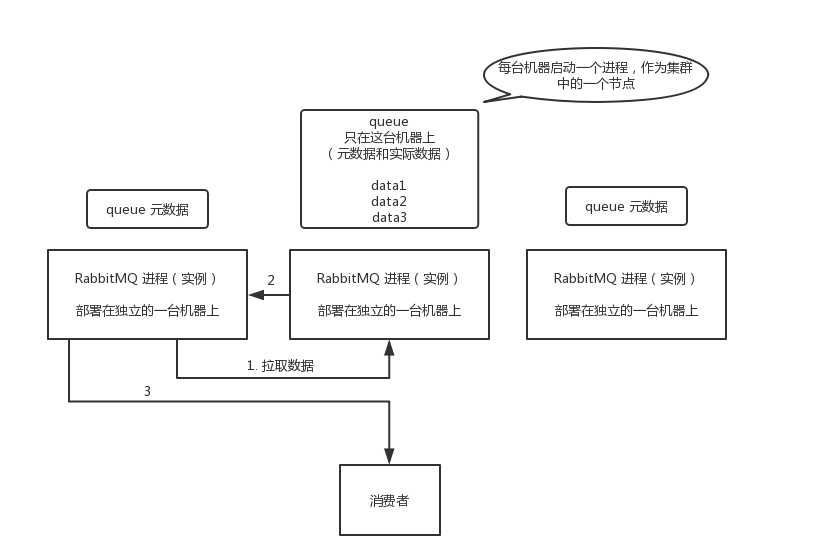 每台机器启动一个进程，作为集群
中的一个节点
queue
只在这台机器上
（元数据和实际数据）
data1
data2
data3
queue 元数据
queue 元数据
RabbitMQ 进程（实例）
部署在独立的一台机器上
2
RabbitMQ 进程（实例）
部署在独立的一台机器上
RabbitMQ 进程（实例）
部署在独立的一台机器上
1. 拉取数据
3
消费者